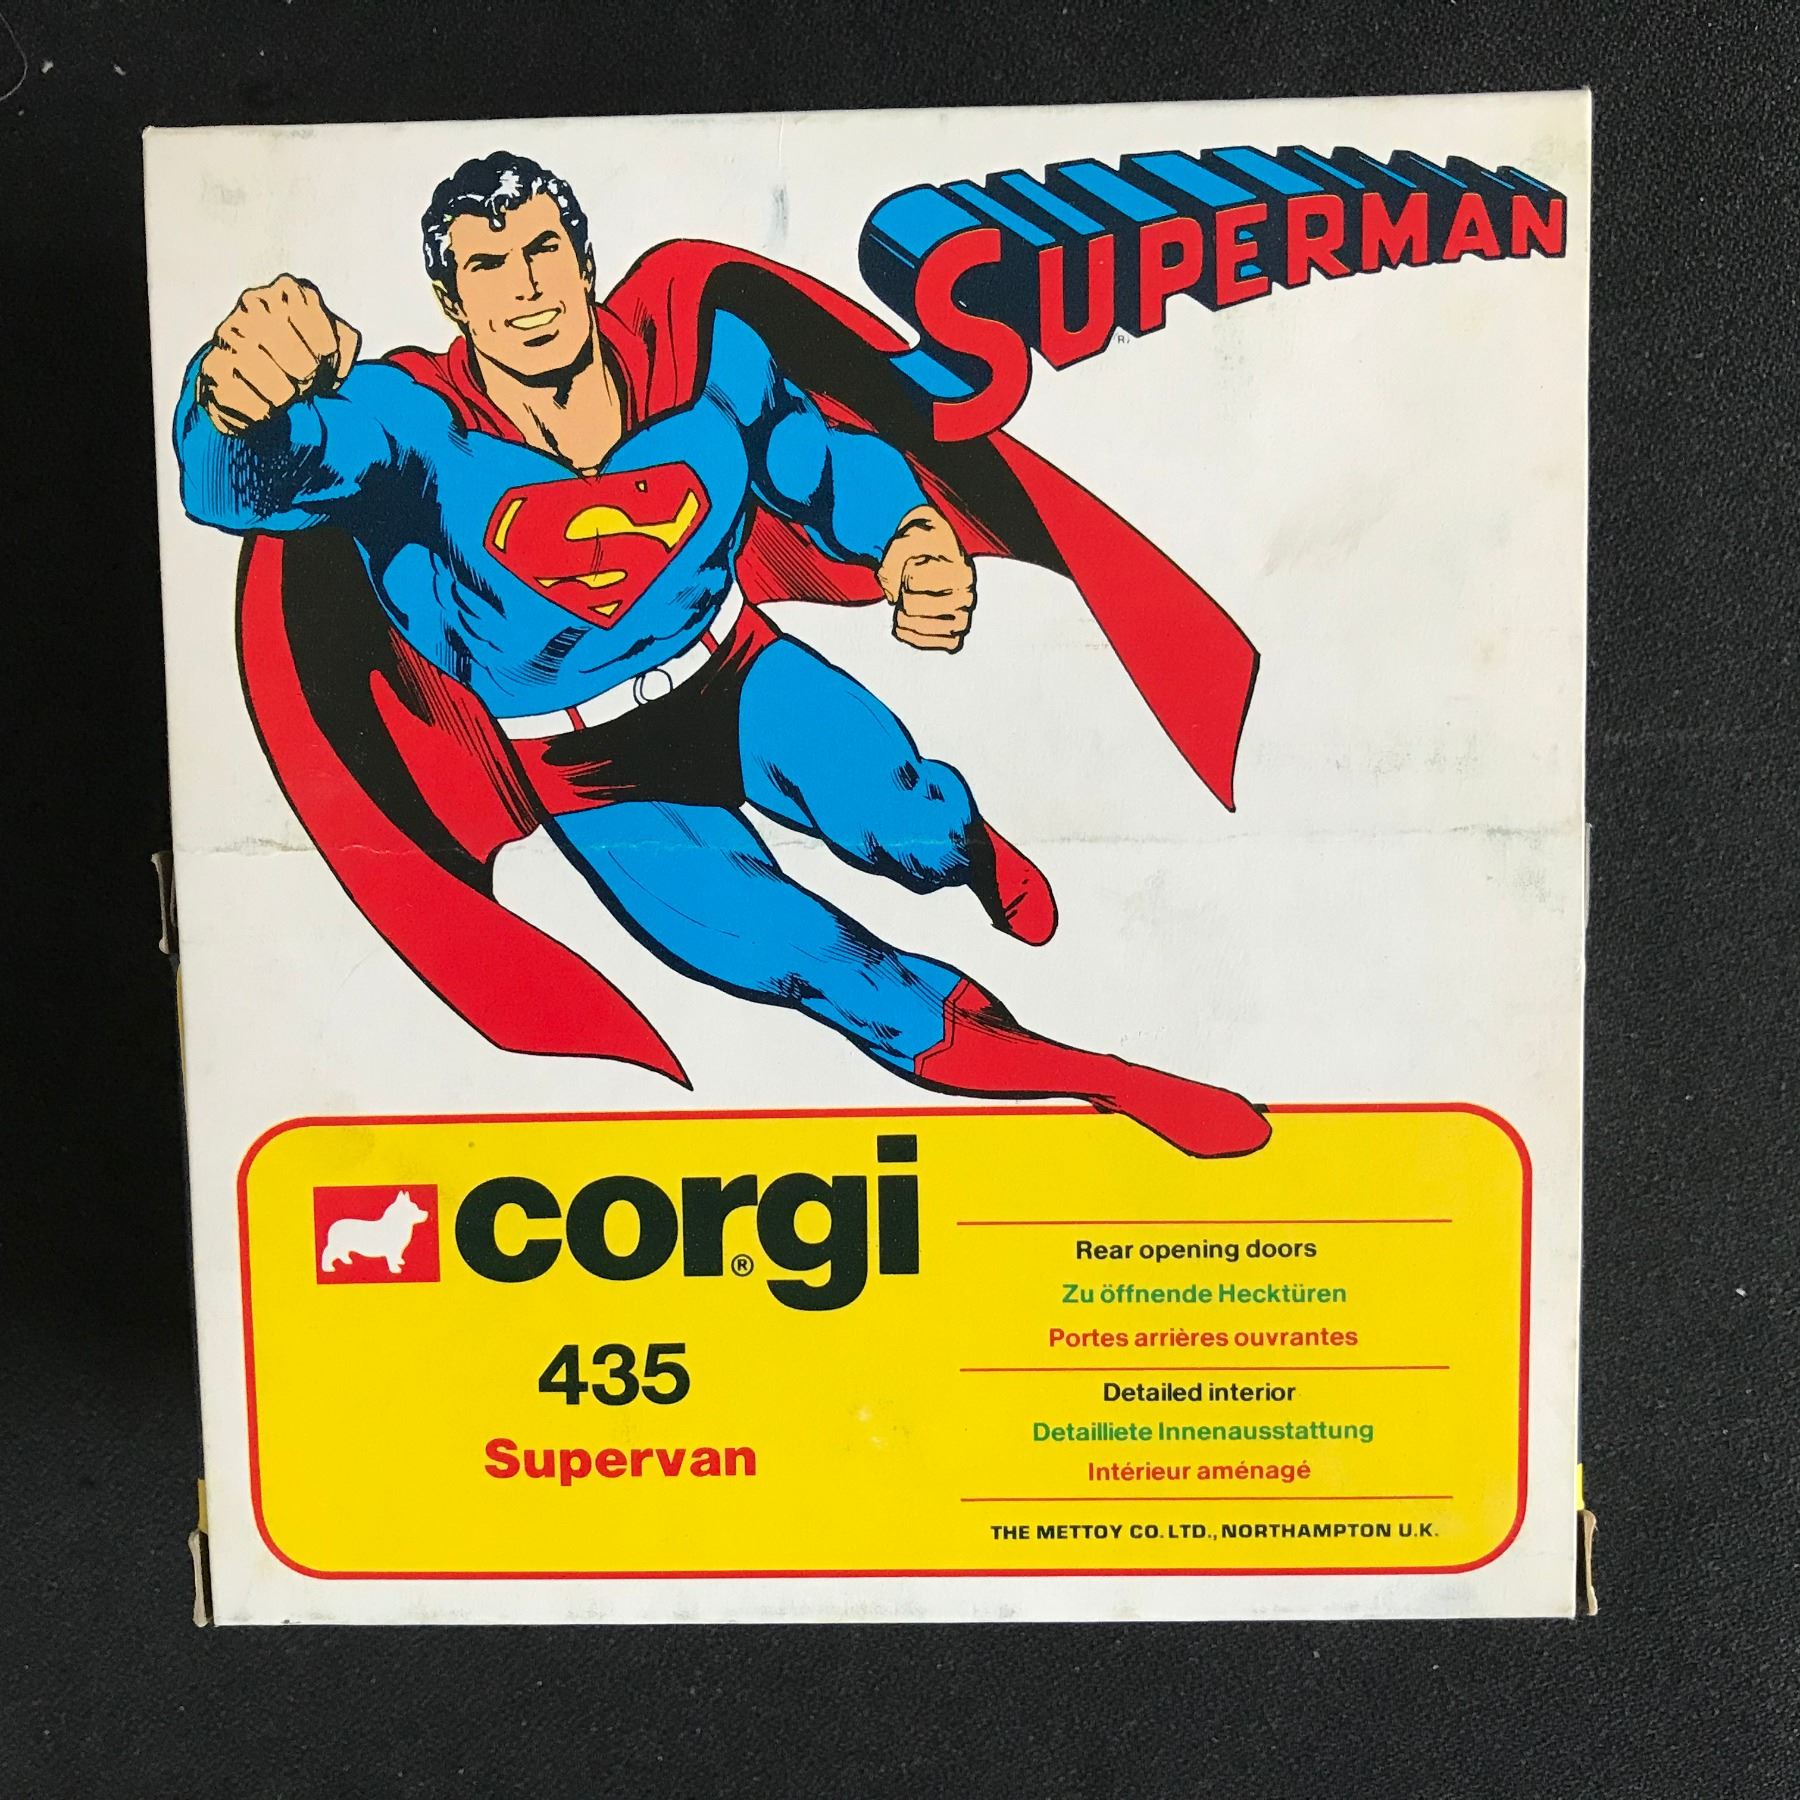 SUPERMAN
corgi®
435
Supervan
Rear opening doors
Zu öffnende Hecktüren
Portes arrières ouvrantes
Detailed interior
Detailliete Innenausstattung
Intérieur aménagé
THE METTOY CO. LTD., NORTHAMPTON U.K.